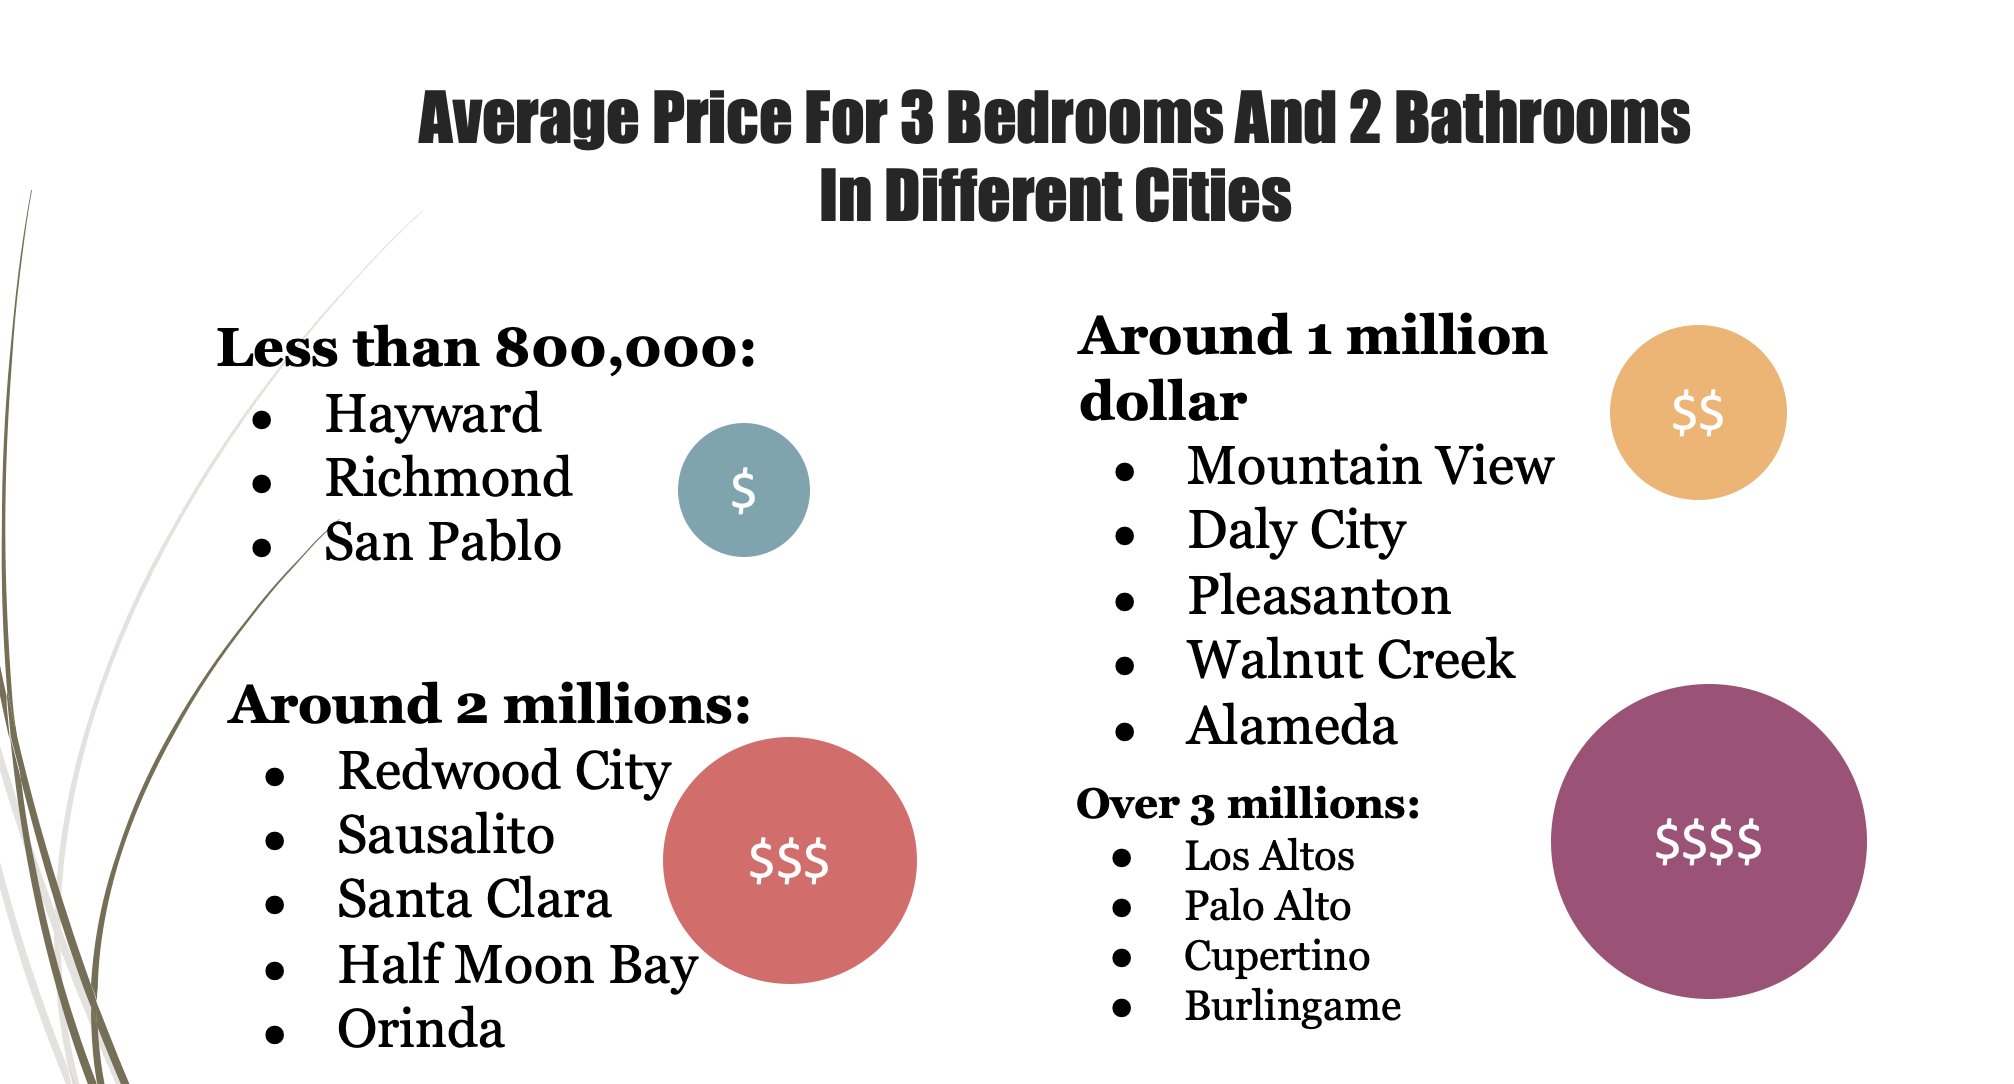 Average Price For 3 Bedrooms And 2 Bathrooms
In Different Cities
Less than 800,000:
● Hayward
● Richmond
● San Pablo
$
Around 1 million
dollar
● Mountain View
● Daly City
● Pleasanton
● Walnut Creek
● Alameda
$$
Around 2 millions:
● Redwood City
● Sausalito
● Santa Clara
● Half Moon Bay
● Orinda
$$$
Over 3 millions:
● Los Altos
● Palo Alto
● Cupertino
● Burlingame
$$$$